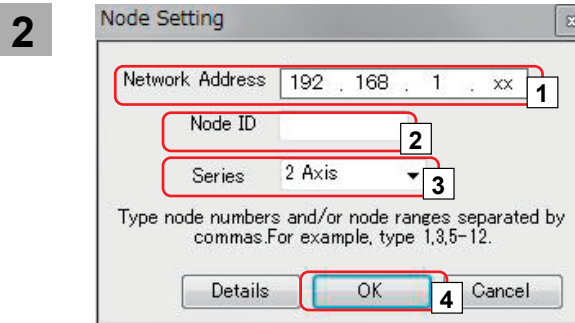 2
Node Setting
Network Address 192 . 168 . 1 . xx
1
Node ID
2
Series 2 Axis
3
Type node numbers and/or node ranges separated by
commas.For example, type 1,3,5-12.
Details OK Cancel
4